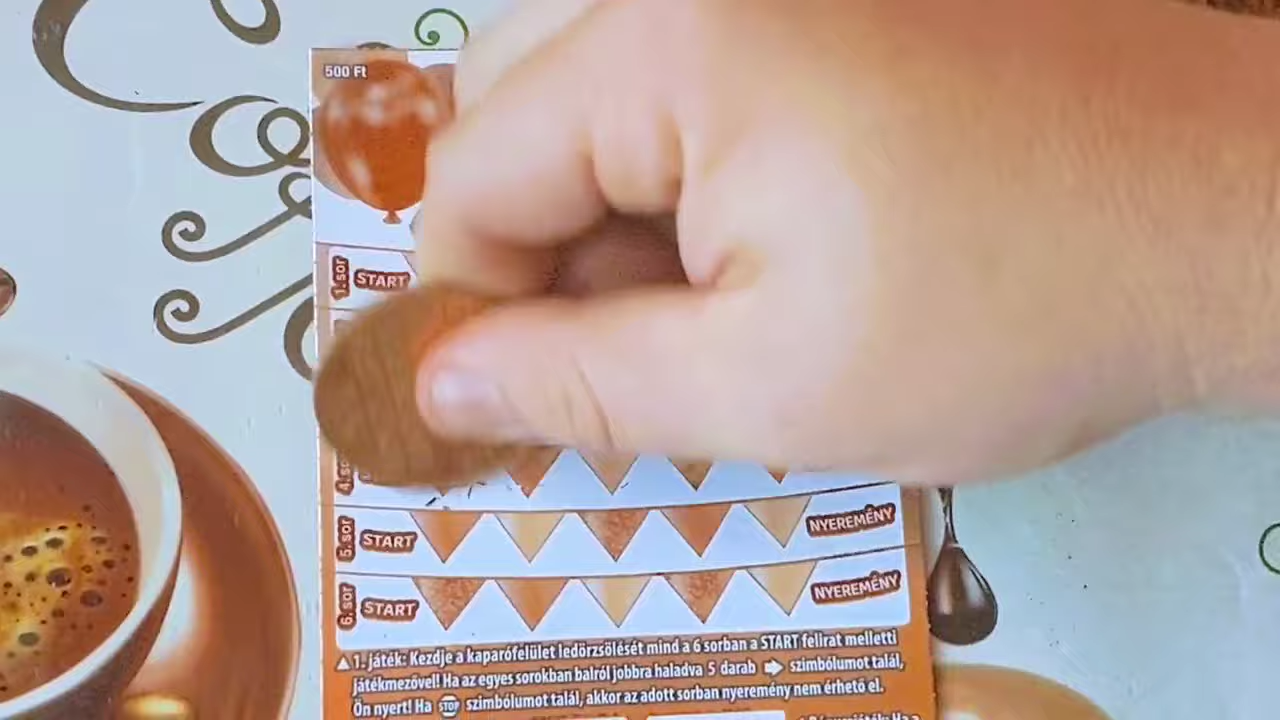 500 Ft
1. sor START
4. so
5. sor START NYEREMÉNY
6. sor START NYEREMÉNY
1. játék: Kezdje a kaparófelület ledörzsölését mind a 6 sorban a START felirat melletti
játékmezővel! Ha az egyes sorokban balról jobbra haladva 5 darab szimbólumot talál,
Ön nyert! Ha STOP szimbólumot talál, akkor az adott sorban nyeremény nem érhető el.